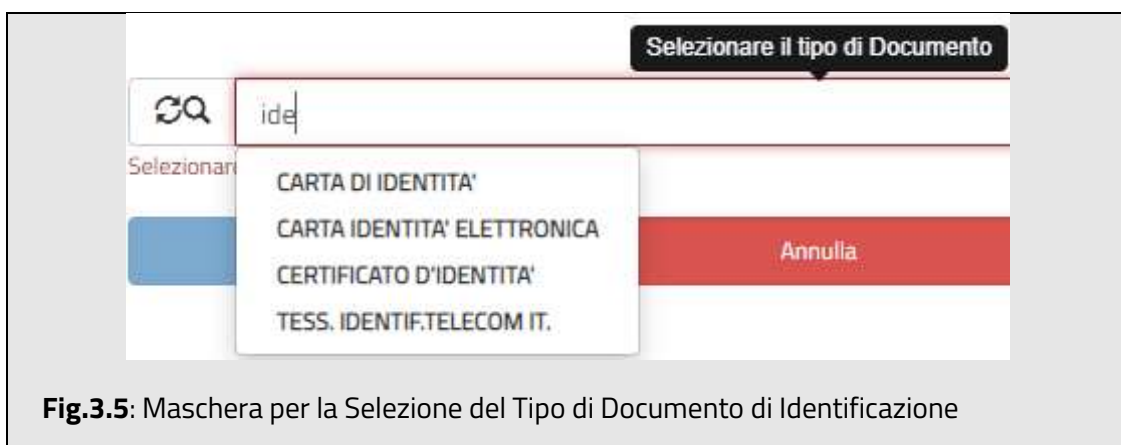 Selezionare il tipo di Documento
ide
Selezionare
CARTA DI IDENTITA'
CARTA IDENTITA' ELETTRONICA
CERTIFICATO D'IDENTITA'
TESS. IDENTIF.TELECOM IT.
Annulla
Fig.3.5: Maschera per la Selezione del Tipo di Documento di Identificazione